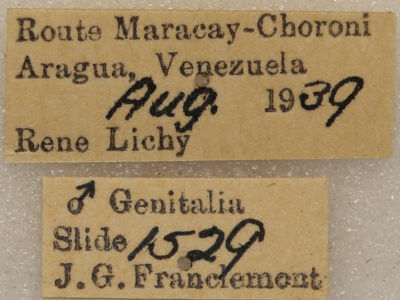 Route Maracay-Choroni
Aragua, Venezuela
Aug. 1939
Rene Lichy
♂ Genitalia
Slide 1529
J.G. Franclemont